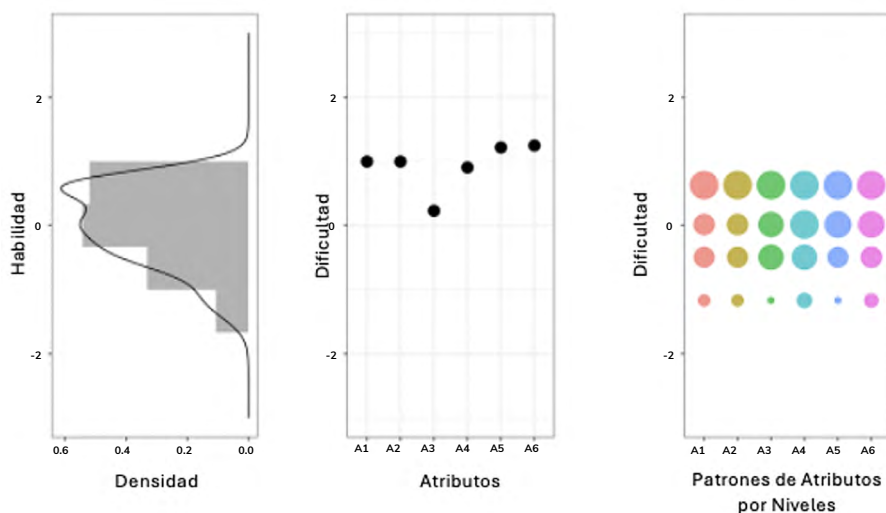 Habilidad
2
0
-2
0.6 0.4 0.2 0.0
Densidad
Dificultad
2
0
-2
A1 A2 A3 A4 A5 A6
Atributos
Dificultad
2
0
-2
A1 A2 A3 A4 A5 A6
Patrones de Atributos
por Niveles